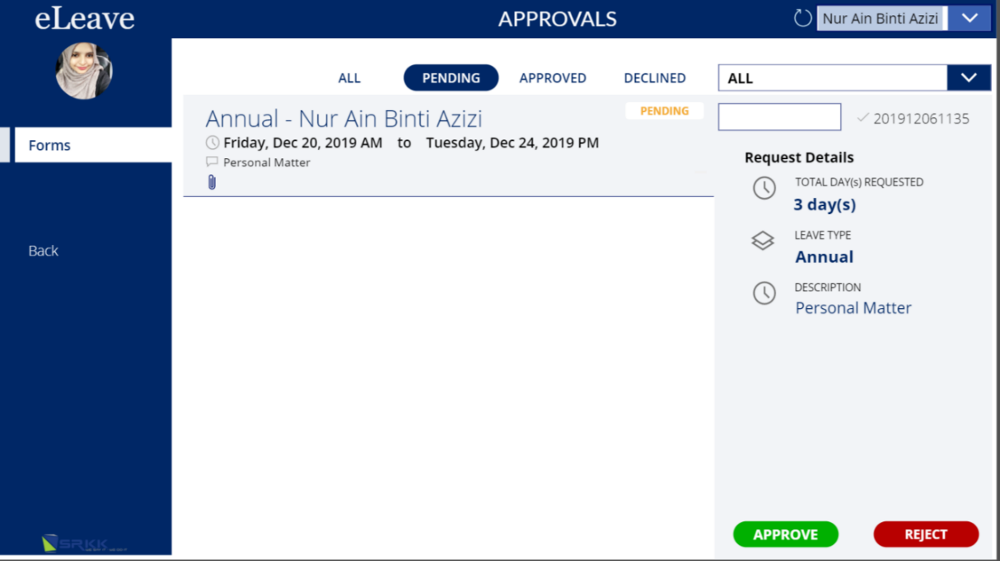 eLeave
APPROVALS
Nur Ain Binti Azizi
ALL
PENDING
APPROVED
DECLINED
ALL
Forms
Back
Annual - Nur Ain Binti Azizi
PENDING
Friday, Dec 20, 2019 AM to Tuesday, Dec 24, 2019 PM
Personal Matter
201912061135
Request Details
TOTAL DAY(s) REQUESTED
3 day(s)
LEAVE TYPE
Annual
DESCRIPTION
Personal Matter
APPROVE
REJECT
SRKK